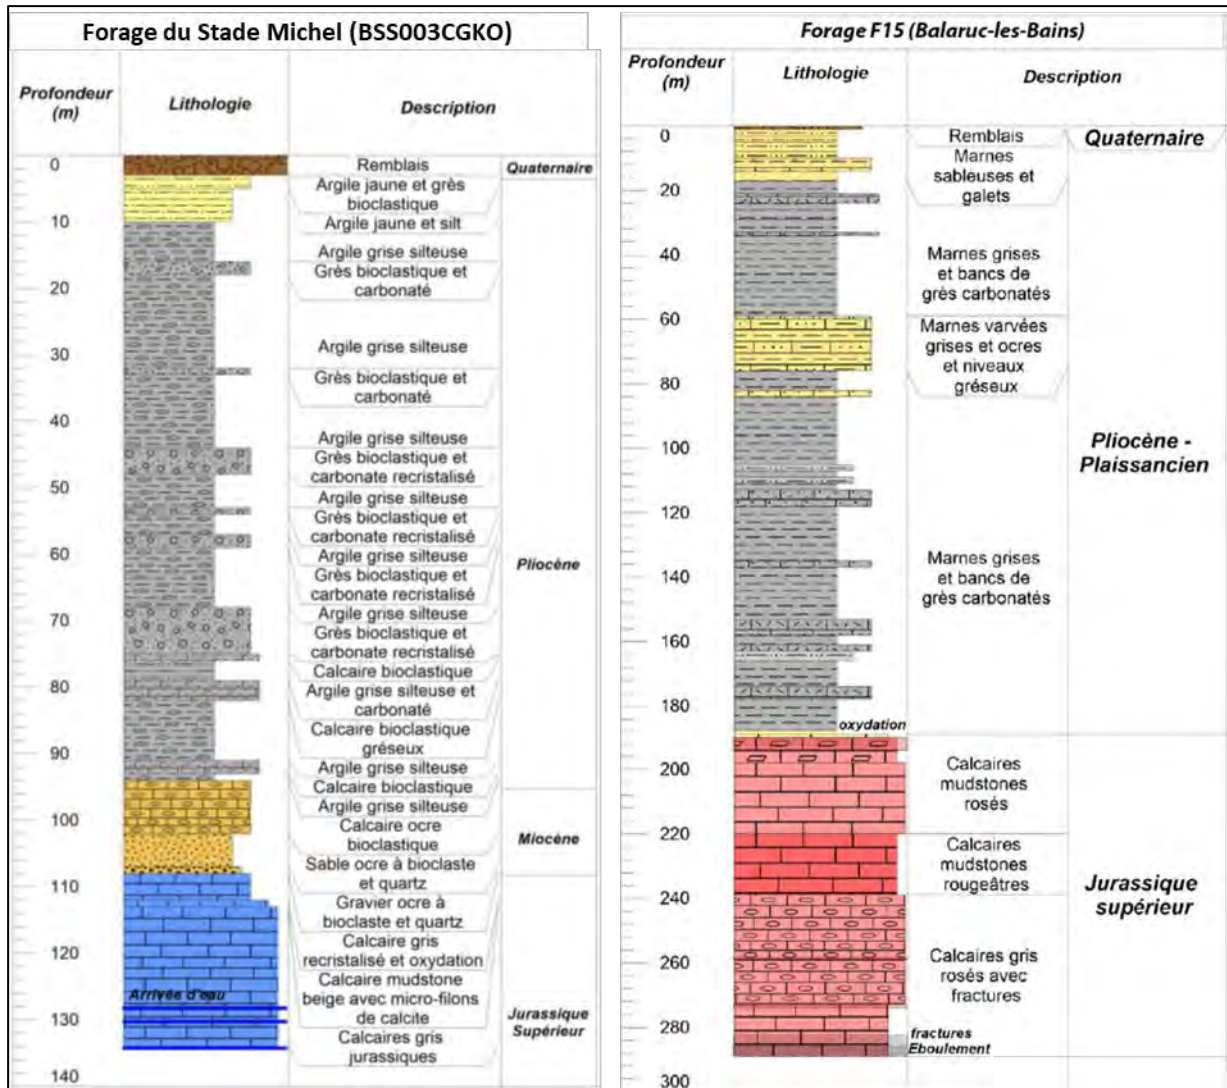 Forage du Stade Michel (BSS003CGKO)
Profondeur
(m)
Lithologie
Description
0
10
20
30
40
50
60
70
80
90
100
110
120
130
140
Arrivée d'eau
Remblais
Argile jaune et grès
bioclastique
Argile jaune et silt
Argile grise silteuse
Grès bioclastique et
carbonaté
Argile grise silteuse
Grès bioclastique et
carbonaté
Argile grise silteuse
Grès bioclastique et
carbonate recristalisé
Argile grise silteuse
Grès bioclastique et
carbonate recristalisé
Argile grise silteuse
Grès bioclastique et
carbonate recristalisé
Argile grise silteuse
Grès bioclastique et
carbonate recristalisé
Calcaire bioclastique
Argile grise silteuse et
carbonaté
Calcaire bioclastique
gréseux
Argile grise silteuse
Calcaire bioclastique
Argile grise silteuse
Calcaire ocre
bioclastique
Sable ocre à bioclaste
et quartz
Gravier ocre à
bioclaste et quartz
Calcaire gris
recristalisé et oxydation
Calcaire mudstone
beige avec micro-filons
de calcite
Calcaires gris
jurassiques
Quaternaire
Pliocène
Miocène
Jurassique
Supérieur
Forage F15 (Balaruc-les-Bains)
Profondeur
(m)
Lithologie
Description
0
20
40
60
80
100
120
140
160
180
200
220
240
260
280
300
oxydation
fractures
Eboulement
Remblais
Marnes
sableuses et
galets
Marnes grises
et bancs de
grès carbonatés
Marnes varvées
grises et ocres
et niveaux
gréseux
Marnes grises
et bancs de
grès carbonatés
Calcaires
mudstones
rosés
Calcaires
mudstones
rougeâtres
Calcaires gris
rosés avec
fractures
Quaternaire
Pliocène -
Plaissancien
Jurassique
supérieur